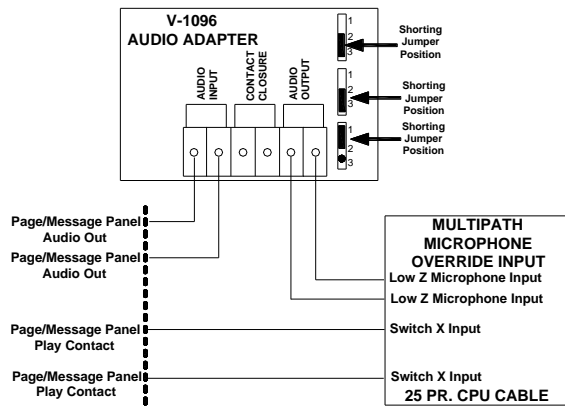 V-1096
AUDIO ADAPTER
AUDIO
INPUT
CONTACT
CLOSURE
AUDIO
OUTPUT
1
2
3
Shorting
Jumper
Position
1
2
3
Shorting
Jumper
Position
1
2
3
Shorting
Jumper
Position
Page/Message Panel
Audio Out
Page/Message Panel
Audio Out
Page/Message Panel
Play Contact
Page/Message Panel
Play Contact
MULTIPATH
MICROPHONE
OVERRIDE INPUT
Low Z Microphone Input
Low Z Microphone Input
Switch X Input
Switch X Input
25 PR. CPU CABLE